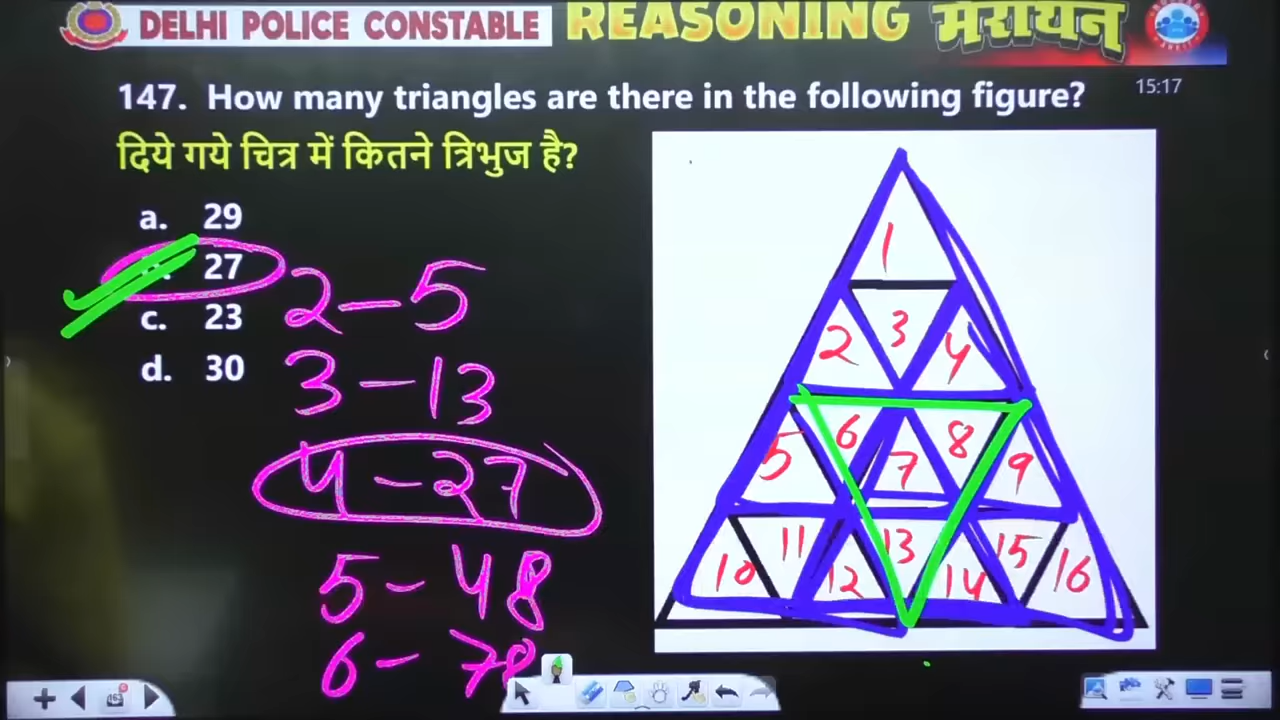 DELHI POLICE CONSTABLE REASONING मैराथन
147. How many triangles are there in the following figure? 15:17
दिये गये चित्र में कितने त्रिभुज है?
a. 29
27
c. 23
d. 30
2-5
3-13
4-27
5-48
6-78
1
2 3 4
5 6 7 8 9
10 11 12 13 14 15 16